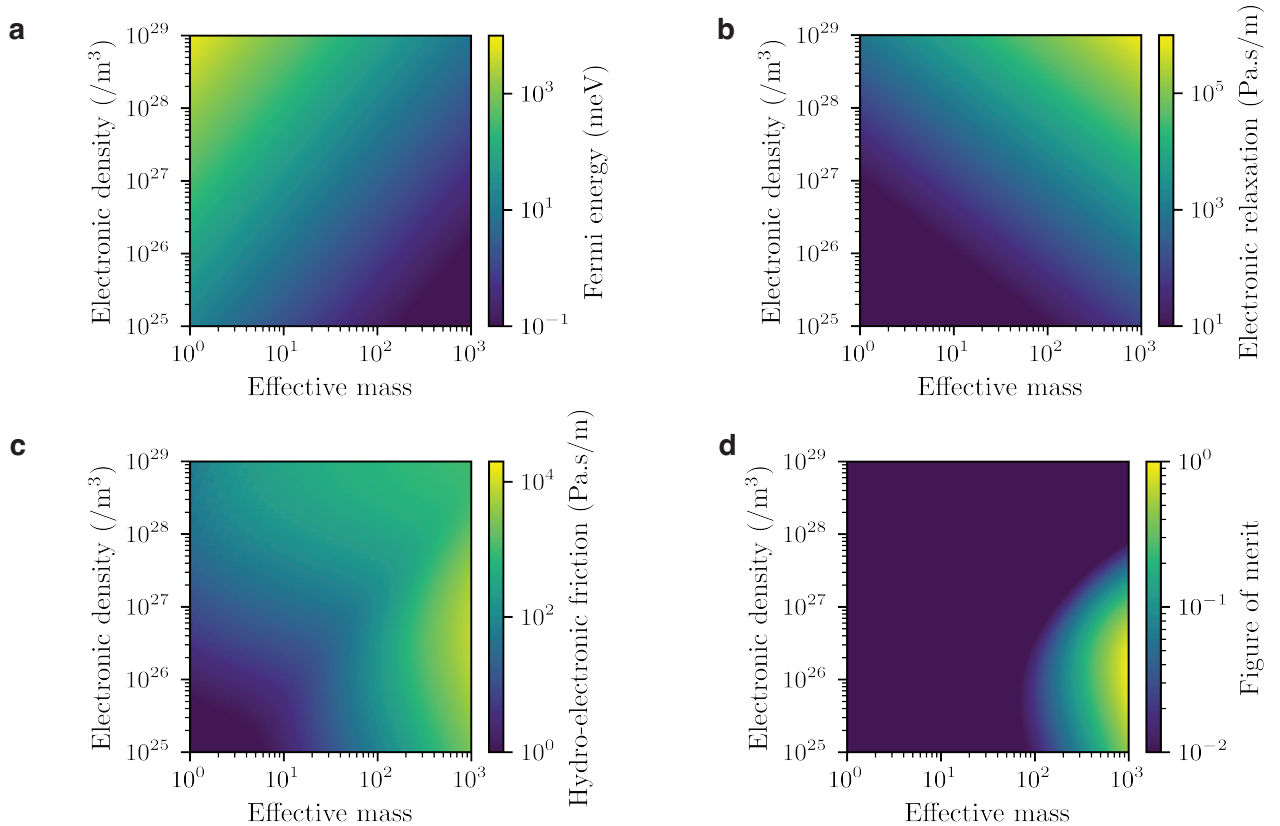 a
10^29
10^28
10^27
10^26
10^25
Electronic density (/m^3)
10^0 10^1 10^2 10^3
Effective mass
10^3
10^1
10^−1
Fermi energy (meV)
b
10^29
10^28
10^27
10^26
10^25
Electronic density (/m^3)
10^0 10^1 10^2 10^3
Effective mass
10^5
10^3
10^1
Electronic relaxation (Pa.s/m)
c
10^29
10^28
10^27
10^26
10^25
Electronic density (/m^3)
10^0 10^1 10^2 10^3
Effective mass
10^4
10^2
10^0
Hydro-electronic friction (Pa.s/m)
d
10^29
10^28
10^27
10^26
10^25
Electronic density (/m^3)
10^0 10^1 10^2 10^3
Effective mass
10^0
10^−1
10^−2
Figure of merit